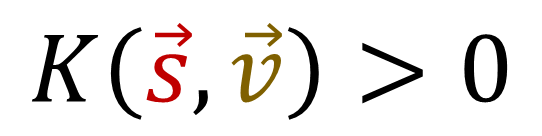 K(s⃗, v⃗) > 0